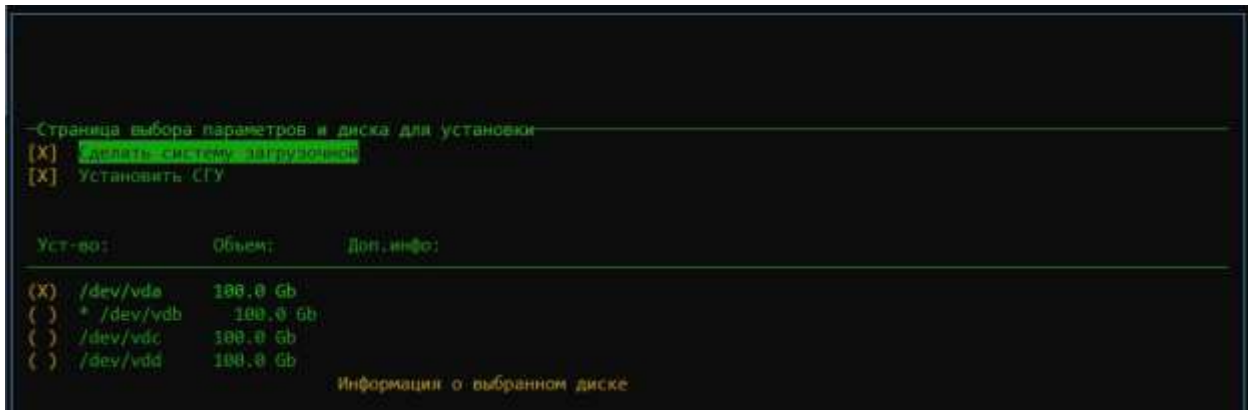 Страница выбора параметров и диска для установки
[X] Сделать систему загрузочной
[X] Установить СГУ
Уст-во: Объем: Доп.инфо:
(X) /dev/vda 100.0 Gb
( ) * /dev/vdb 100.0 Gb
( ) /dev/vdc 100.0 Gb
( ) /dev/vdd 100.0 Gb
Информация о выбранном диске